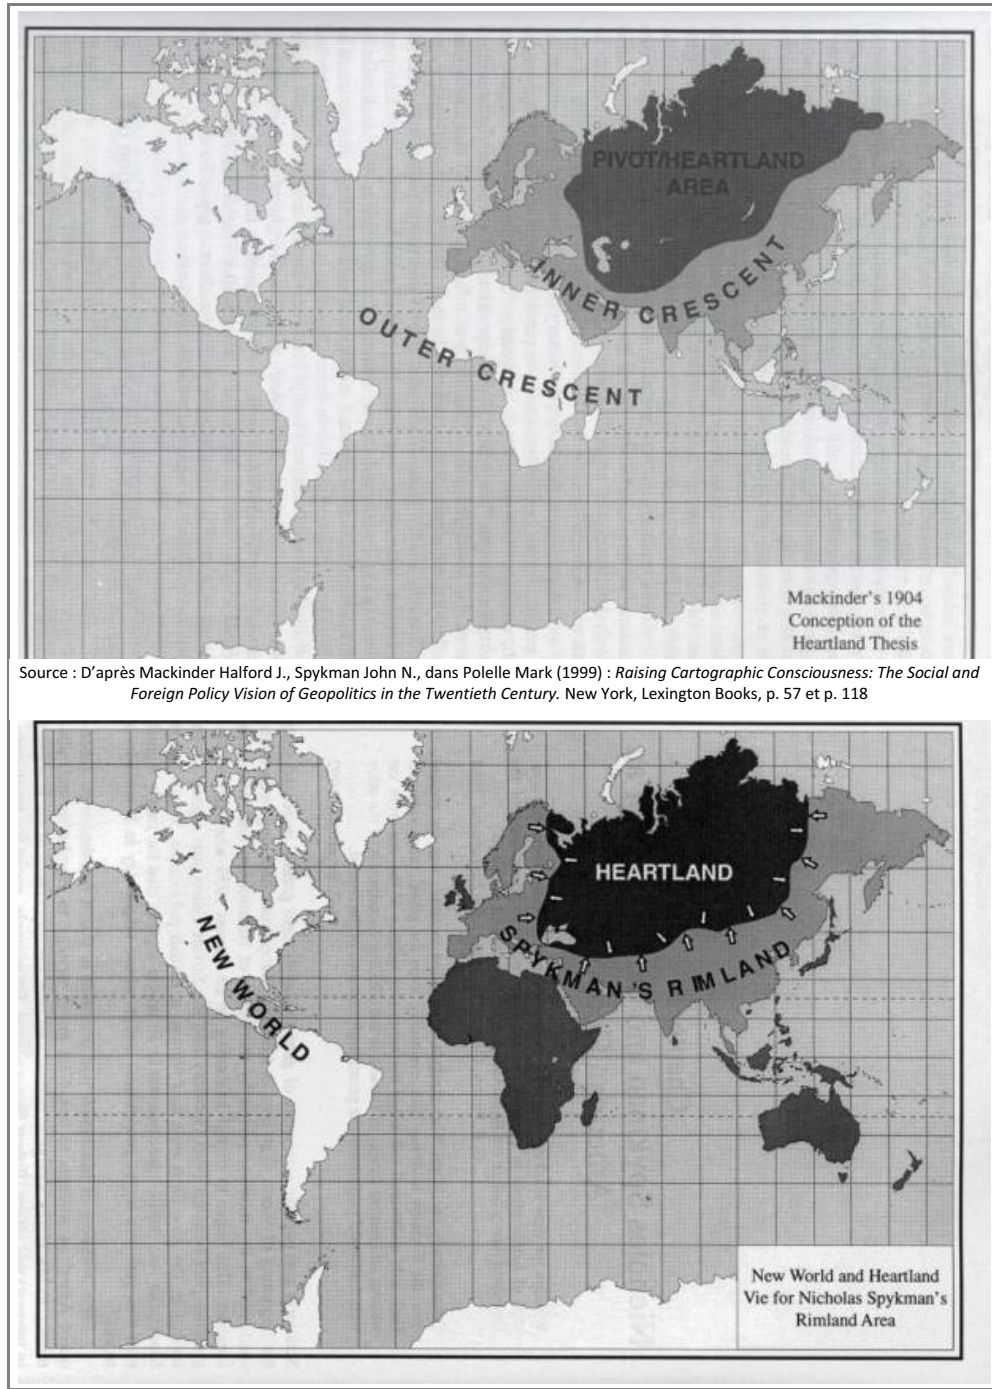 PIVOT/HEARTLAND
AREA
INNER CRESCENT
OUTER CRESCENT
Mackinder's 1904
Conception of the
Heartland Thesis
Source : D'après Mackinder Halford J., Spykman John N., dans Polelle Mark (1999) : Raising Cartographic Consciousness: The Social and
Foreign Policy Vision of Geopolitics in the Twentieth Century. New York, Lexington Books, p. 57 et p. 118
HEARTLAND
NEW WORLD
SPYKMAN'S RIMLAND
New World and Heartland
Vie for Nicholas Spykman's
Rimland Area